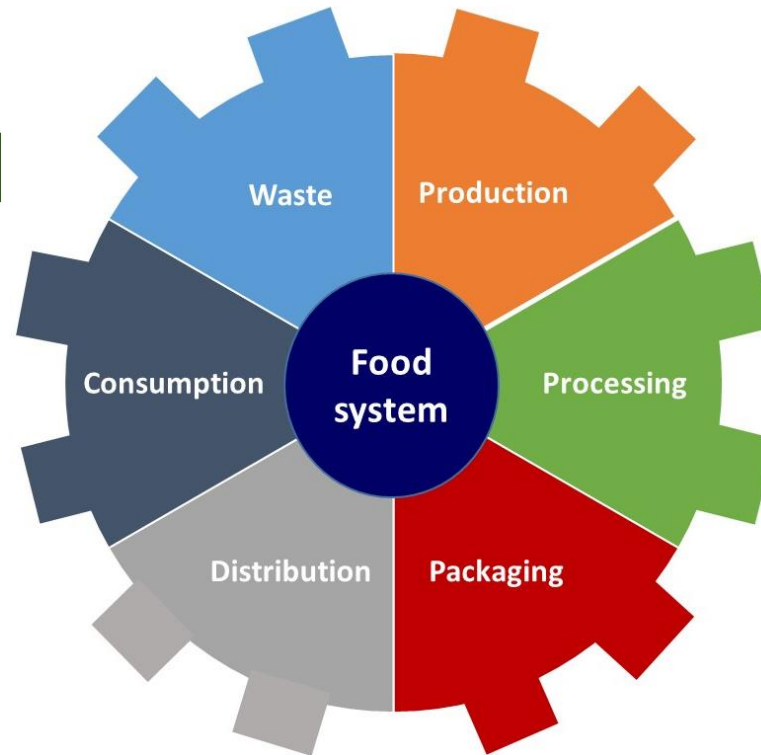 Waste
Production
Consumption
Food
system
Processing
Distribution
Packaging